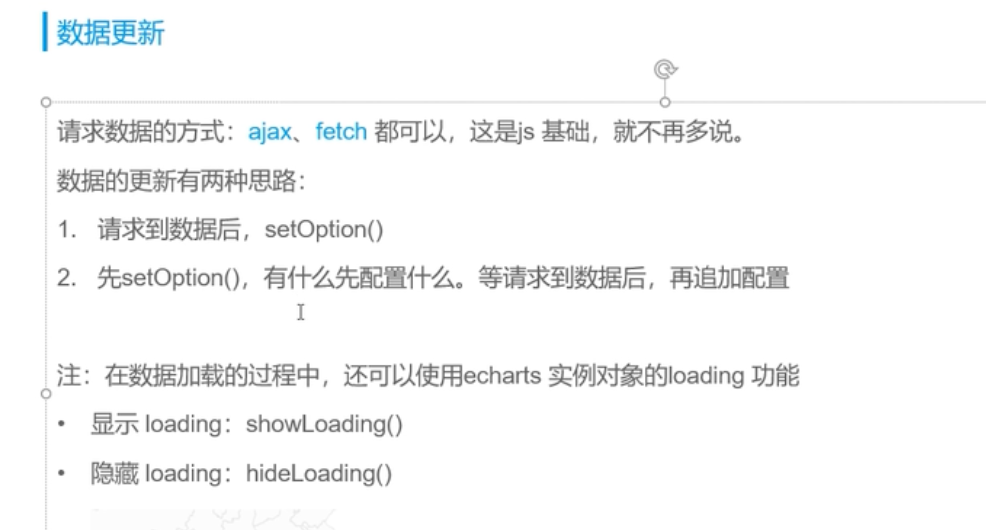 数据更新
请求数据的方式：ajax、fetch 都可以，这是js 基础，就不再多说。
数据的更新有两种思路：
1. 请求到数据后，setOption()
2. 先setOption()，有什么先配置什么。等请求到数据后，再追加配置
注：在数据加载的过程中，还可以使用echarts 实例对象的loading 功能
• 显示 loading：showLoading()
• 隐藏 loading：hideLoading()